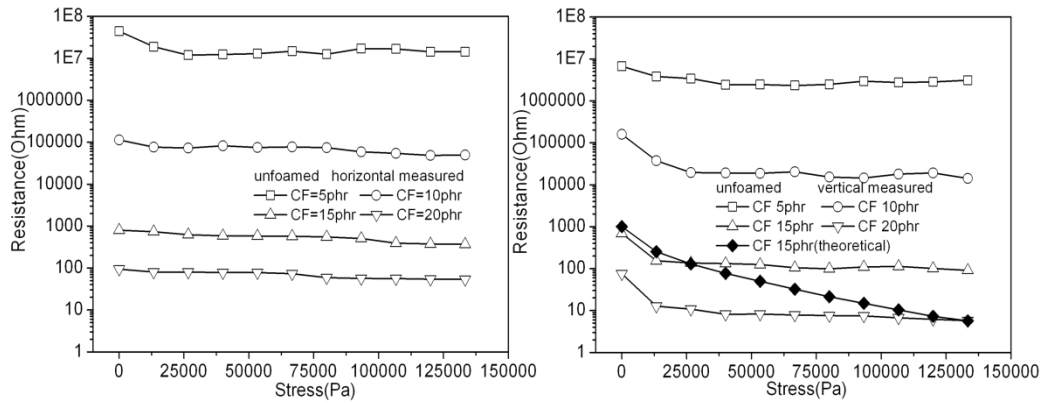 1E8
1E7
1000000
100000
10000
1000
100
10
1
Resistance(Ohm)
unfoamed horizontal measured
CF=5phr CF=10phr
CF=15phr CF=20phr
0 25000 50000 75000 100000 125000 150000
Stress(Pa)
1E8
1E7
1000000
100000
10000
1000
100
10
1
Resistance(Ohm)
unfoamed vertical measured
CF 5phr CF 10phr
CF 15phr CF 20phr
CF 15phr(theoretical)
0 25000 50000 75000 100000 125000 150000
Stress(Pa)